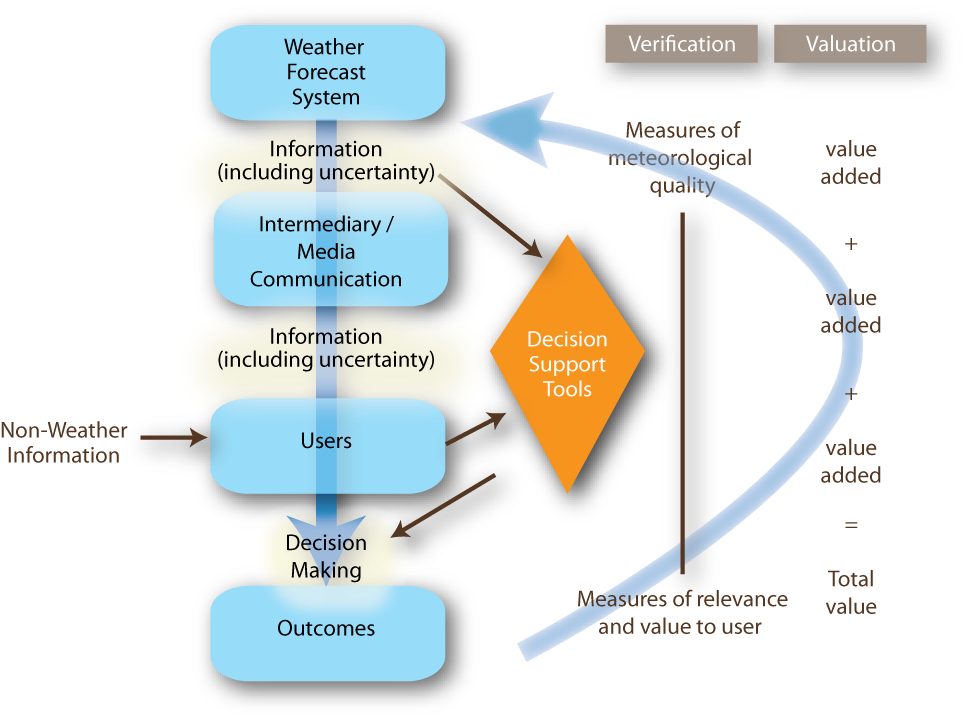 Weather
Forecast
System
Information
(including uncertainty)
Intermediary /
Media
Communication
Information
(including uncertainty)
Non-Weather
Information
Users
Decision
Making
Outcomes
Decision
Support
Tools
Verification
Measures of
meteorological
quality
Measures of relevance
and value to user
Valuation
value
added
+
value
added
+
value
added
=
Total
value